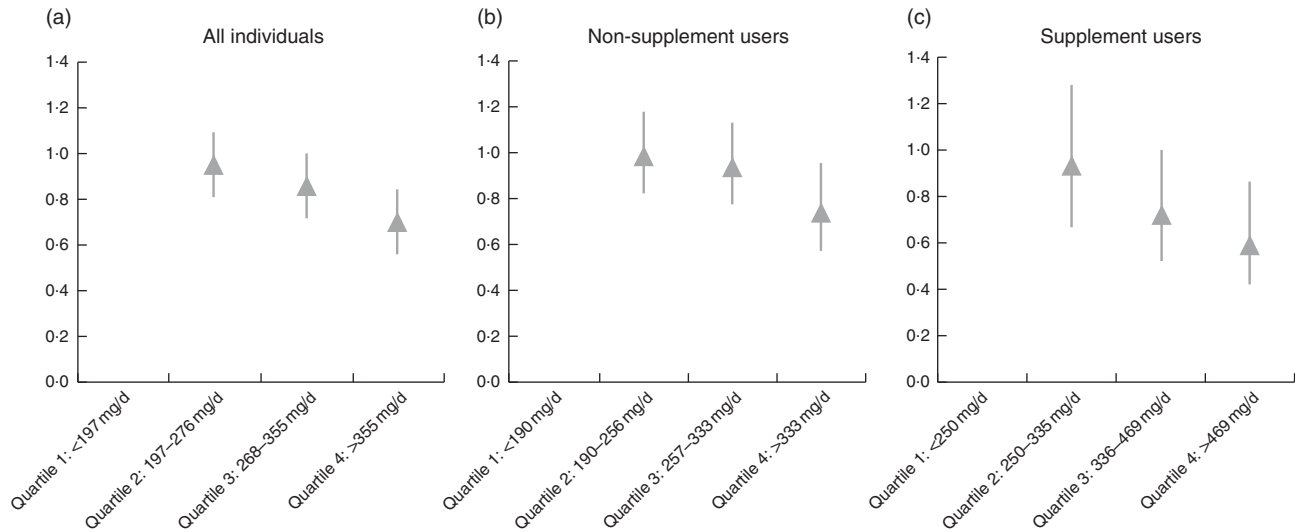 (a)
All individuals
1·4
1·2
1·0
0·8
0·6
0·4
0·2
0·0
Quartile 1: <197 mg/d
Quartile 2: 197–276 mg/d
Quartile 3: 268–355 mg/d
Quartile 4: >355 mg/d
(b)
Non-supplement users
1·4
1·2
1·0
0·8
0·6
0·4
0·2
0·0
Quartile 1: <190 mg/d
Quartile 2: 190–256 mg/d
Quartile 3: 257–333 mg/d
Quartile 4: >333 mg/d
(c)
Supplement users
1·4
1·2
1·0
0·8
0·6
0·4
0·2
0·0
Quartile 1: <250 mg/d
Quartile 2: 250–335 mg/d
Quartile 3: 336–469 mg/d
Quartile 4: >469 mg/d